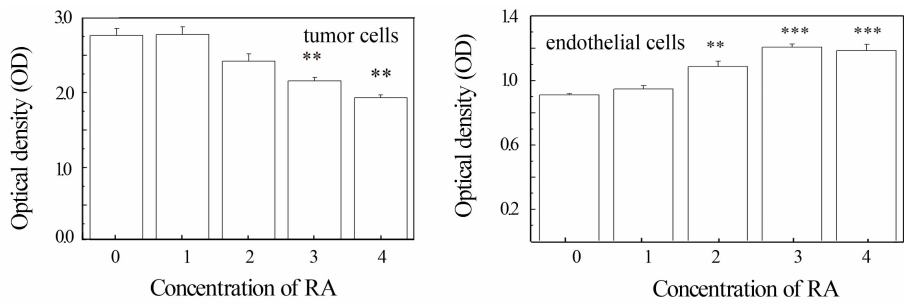 3.0
2.0
1.0
0.0
Optical density (OD)
tumor cells
**
**
0 1 2 3 4
Concentration of RA
1.4
1.0
0.6
0.2
Optical density (OD)
endothelial cells
** *** ***
0 1 2 3 4
Concentration of RA